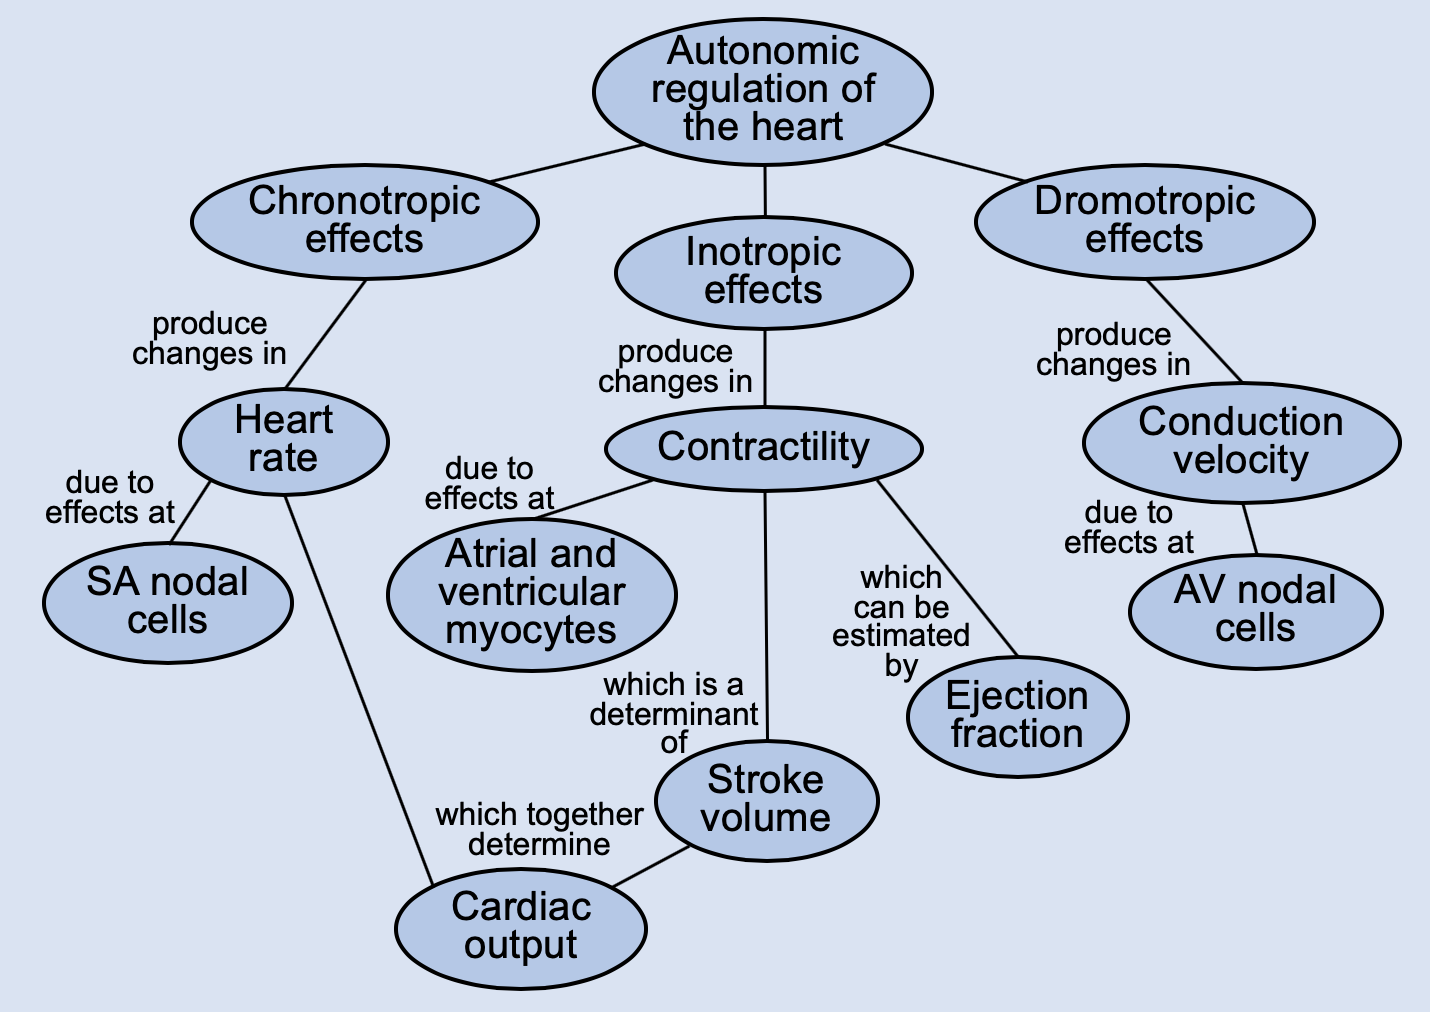 Autonomic
regulation of
the heart
Chronotropic
effects
Inotropic
effects
Dromotropic
effects
produce
changes in
produce
changes in
produce
changes in
Heart
rate
Contractility
Conduction
velocity
due to
effects at
due to
effects at
due to
effects at
SA nodal
cells
Atrial and
ventricular
myocytes
which
can be
estimated
by
AV nodal
cells
which is a
determinant
of
Ejection
fraction
Stroke
volume
which together
determine
Cardiac
output